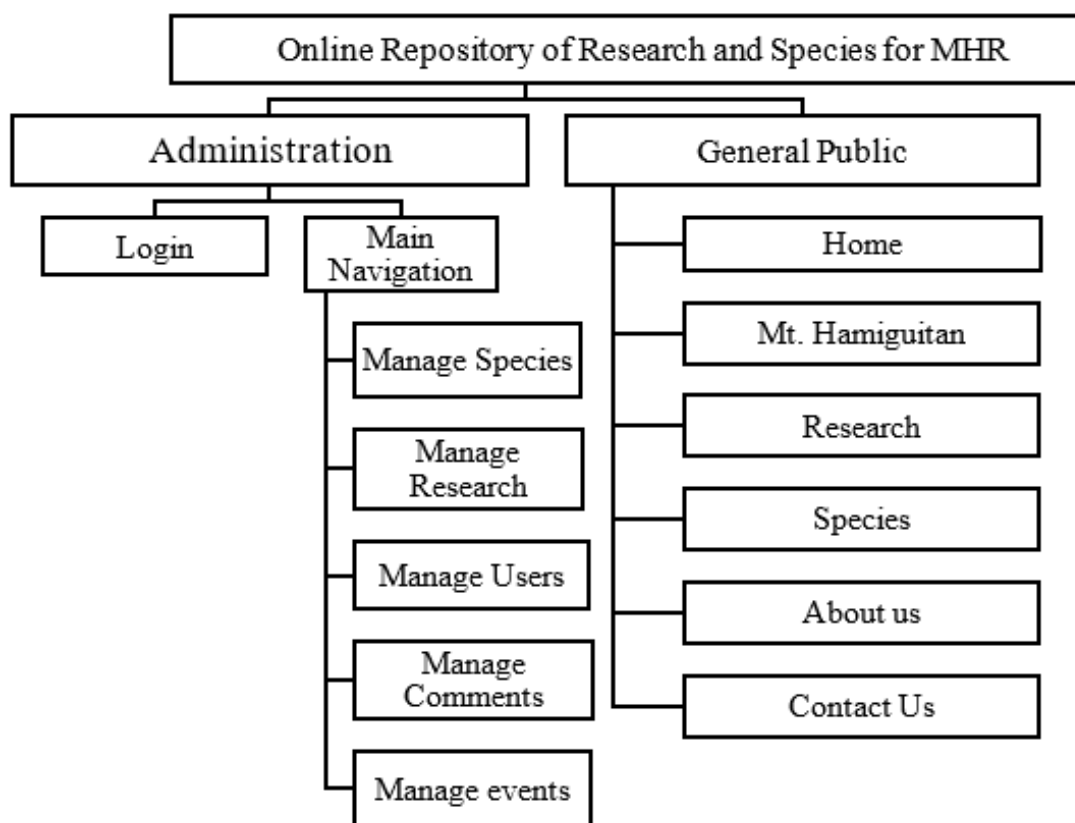 Online Repository of Research and Species for MHR
Administration
General Public
Login
Main
Navigation
Manage Species
Manage
Research
Manage Users
Manage
Comments
Manage events
Home
Mt. Hamiguitan
Research
Species
About us
Contact Us